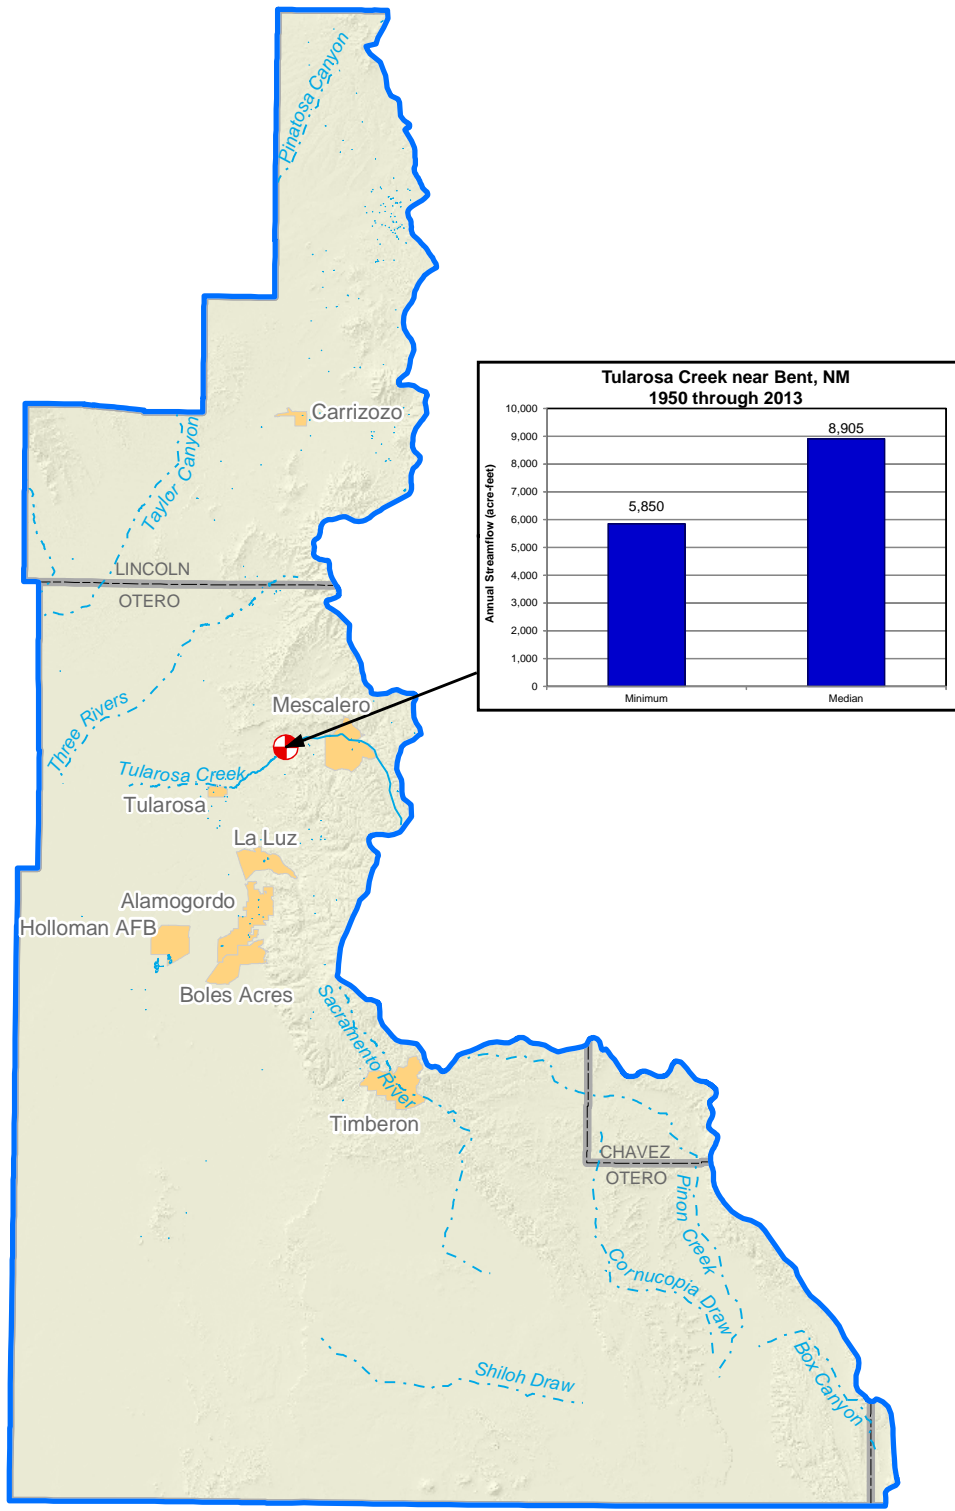 Pinatosa Canyon
Tularosa Creek near Bent, NM
1950 through 2013
Annual Streamflow (acre-feet)
10,000
9,000
8,000
7,000
6,000
5,000
4,000
3,000
2,000
1,000
0
5,850
8,905
Minimum
Median
Carrizozo
Taylor Canyon
LINCOLN
OTERO
Three Rivers
Mescalero
Tularosa Creek
Tularosa
La Luz
Alamogordo
Holloman AFB
Boles Acres
Sacramento River
Timberon
CHAVEZ
OTERO
Pinon Creek
Cornucopia Draw
Box Canyon
Shiloh Draw